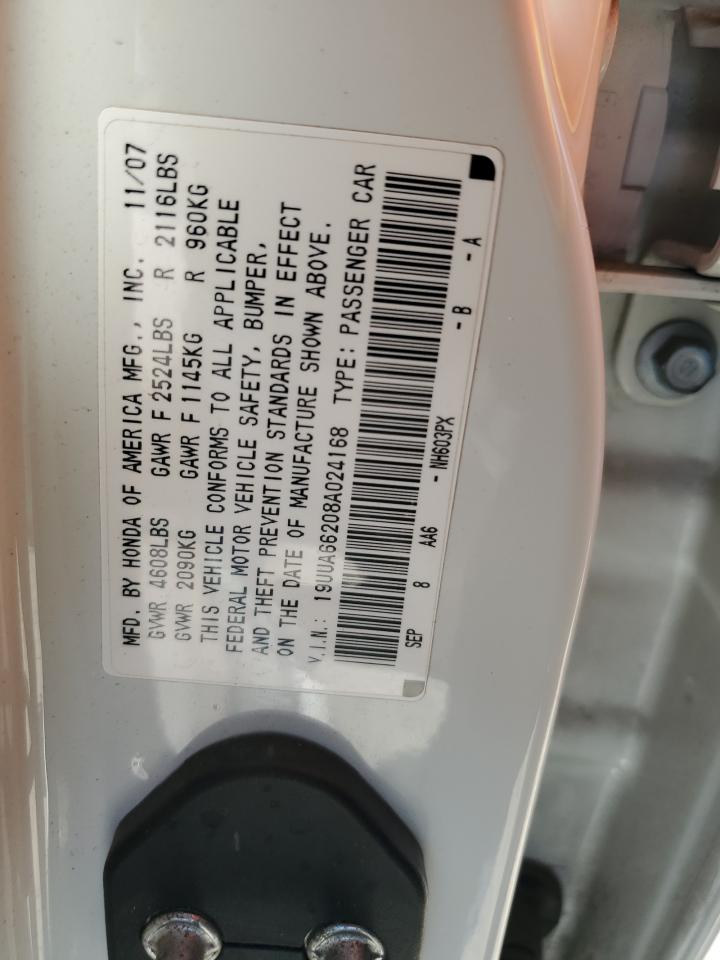 MFD. BY HONDA OF AMERICA MFG., INC. 11/07
GVWR 4608LBS GAWR F 2524LBS R 2116LBS
GVWR 2090KG GAWR F 1145KG R 960KG
THIS VEHICLE CONFORMS TO ALL APPLICABLE
FEDERAL MOTOR VEHICLE SAFETY, BUMPER,
AND THEFT PREVENTION STANDARDS IN EFFECT
ON THE DATE OF MANUFACTURE SHOWN ABOVE.
V.I.N.: 19UUA66208A024168 TYPE: PASSENGER CAR
SEP 8 AA6 - NH603PX - B - A